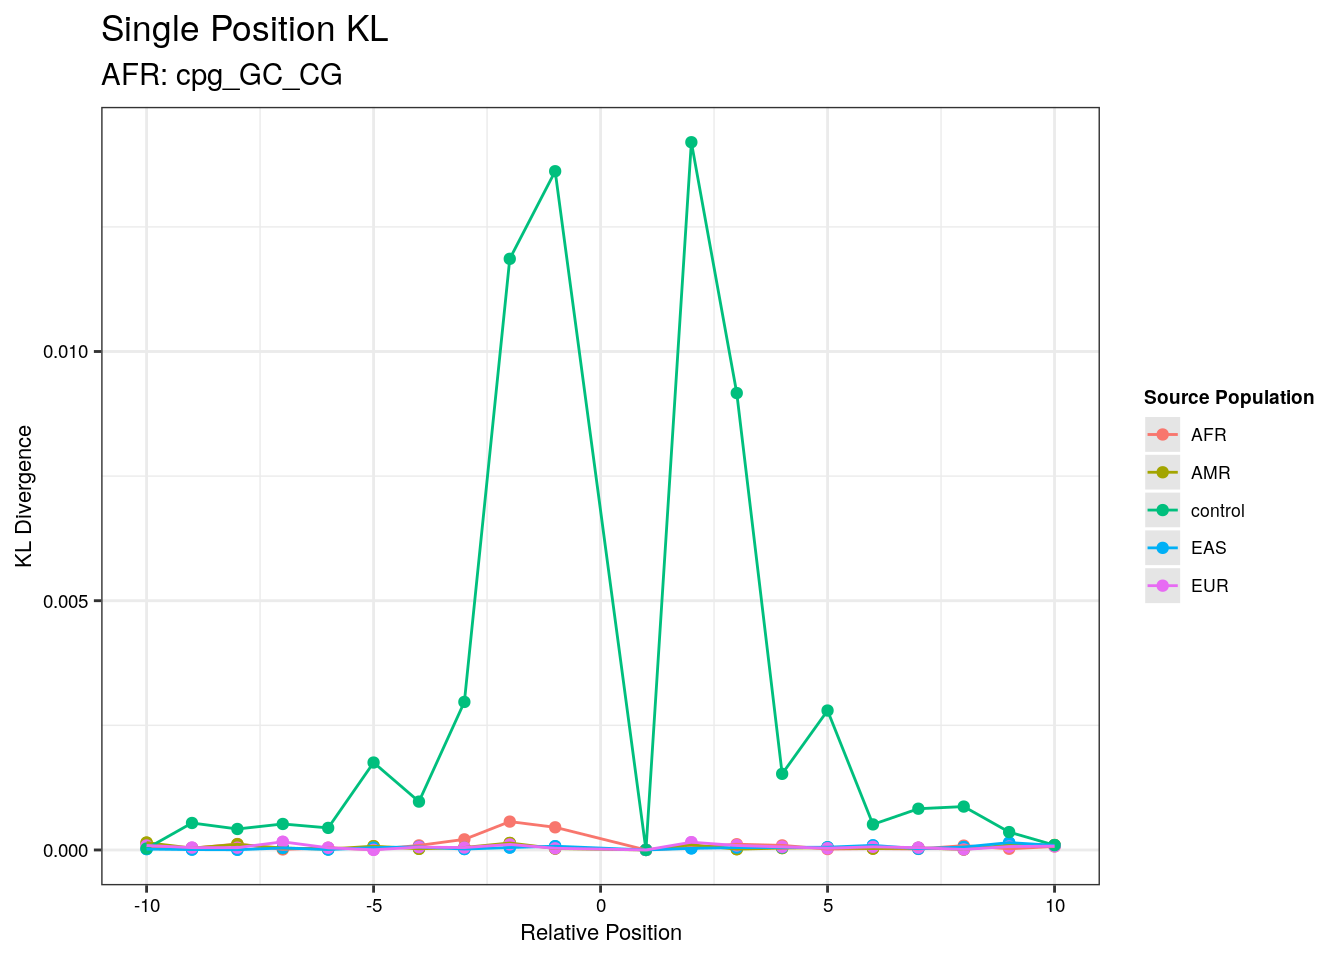 Single Position KL
AFR: cpg_GC_CG
KL Divergence
0.010
0.005
0.000
-10
-5
0
5
10
Relative Position
Source Population
AFR
AMR
control
EAS
EUR